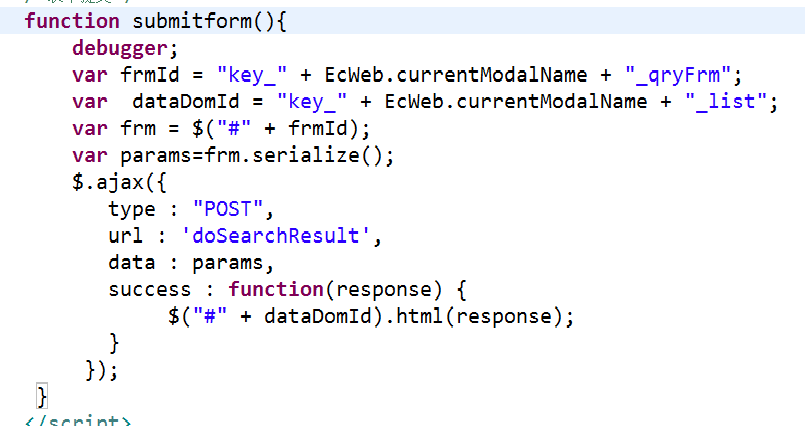 function submitform(){
debugger;
var frmId = "key_" + EcWeb.currentModalName + "_qryFrm";
var  dataDomId = "key_" + EcWeb.currentModalName + "_list";
var frm = $("#" + frmId);
var params=frm.serialize();
$.ajax({
type : "POST",
url : 'doSearchResult',
data : params,
success : function(response) {
$("#" + dataDomId).html(response);
}
});
}
</script>